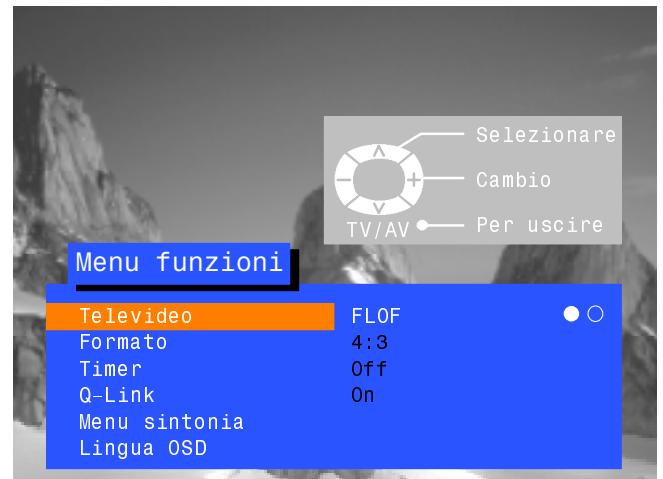 Selezionare
Cambio
TV/AV Per uscire
Menu funzioni
Televideo FLOF
Formato 4:3
Timer Off
Q-Link On
Menu sintonia
Lingua OSD